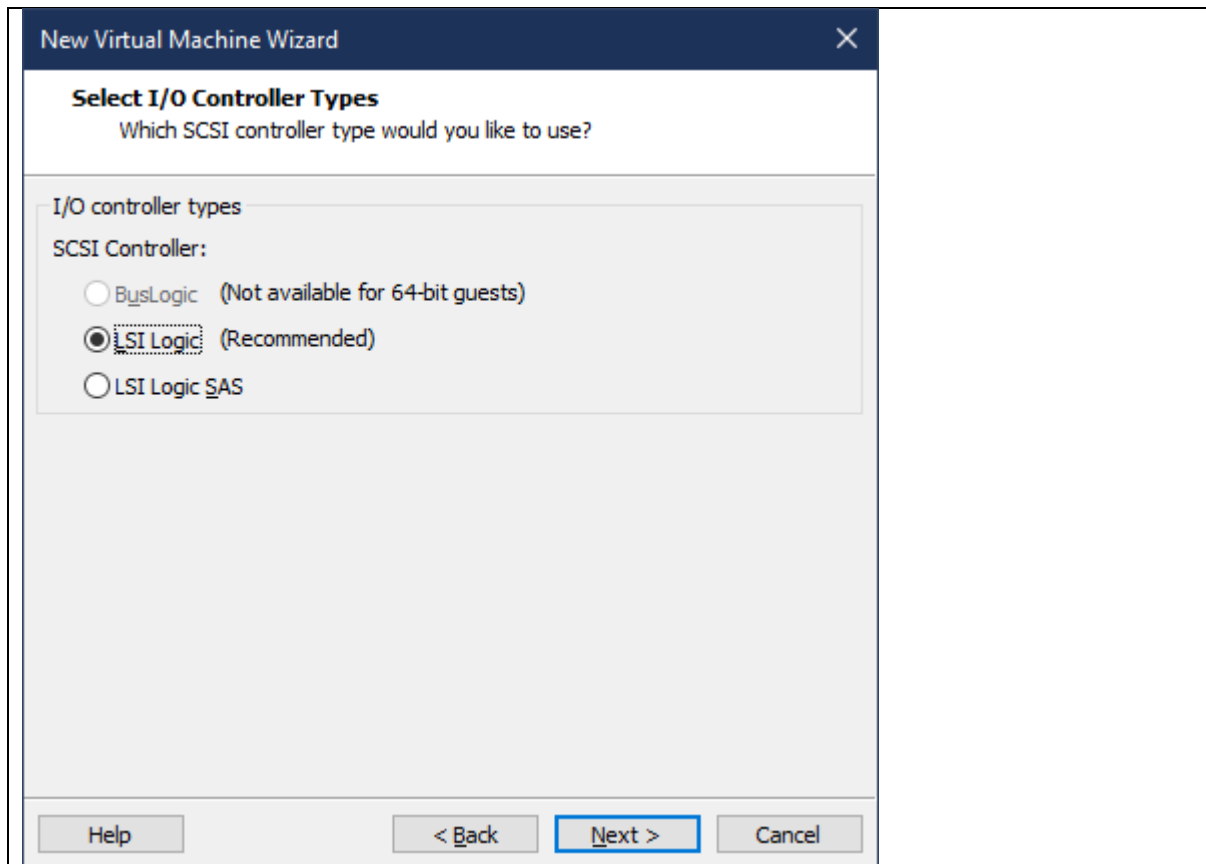 New Virtual Machine Wizard
Select I/O Controller Types
Which SCSI controller type would you like to use?
I/O controller types
SCSI Controller:
BusLogic (Not available for 64-bit guests)
LSI Logic (Recommended)
LSI Logic SAS
Help < Back Next > Cancel